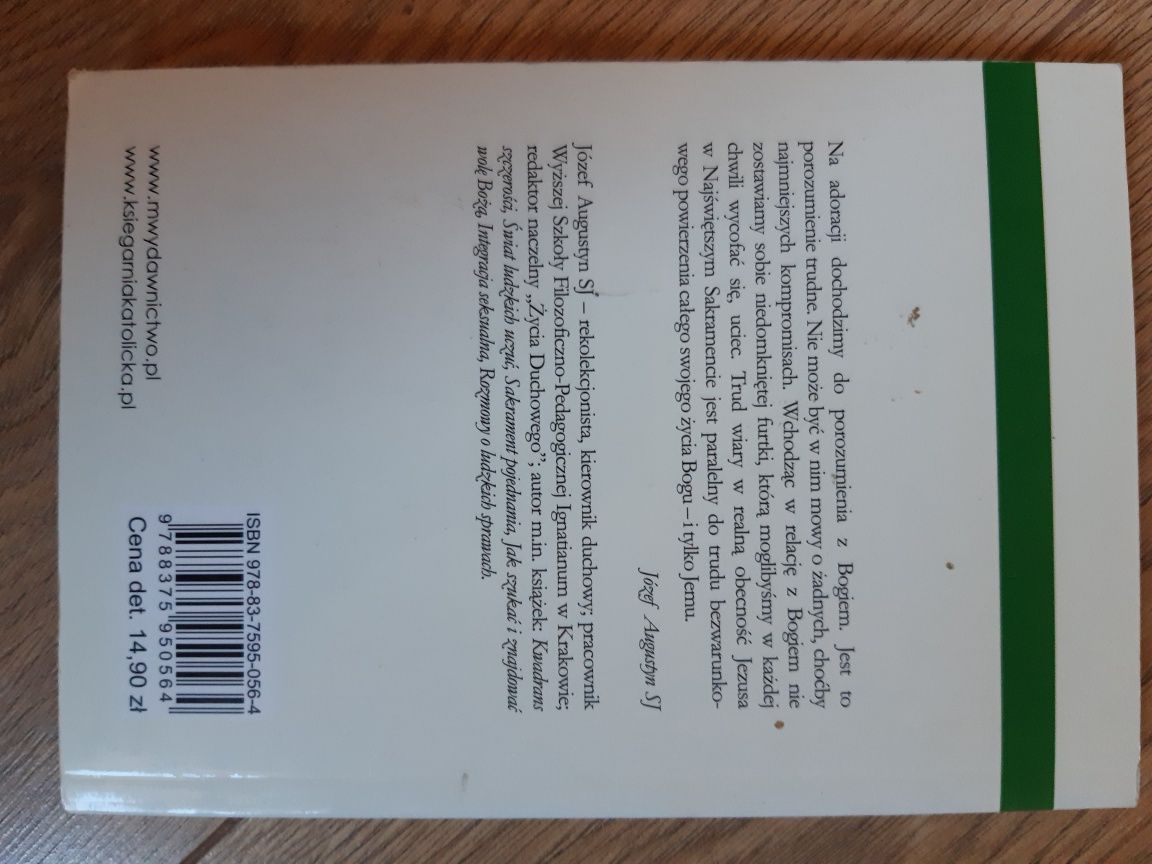 Na adoracji dochodzimy do porozumienia z Bogiem. Jest to
porozumienie trudne. Nie może być w nim mowy o żadnych, choćby
najmniejszych kompromisach. Wchodząc w relację z Bogiem nie
zostawiamy sobie niedomkniętej furtki, którą moglibyśmy w każdej
chwili wycofać się, uciec. Trud wiary w realną obecność Jezusa
w Najświętszym Sakramencie jest paralelny do trudu bezwarunko-
wego powierzenia całego swojego życia Bogu – i tylko Jemu.
Józef Augustyn SJ
Józef Augustyn SJ – rekolekcjonista, kierownik duchowy; pracownik
Wyższej Szkoły Filozoficzno-Pedagogicznej Ignatianum w Krakowie;
redaktor naczelny „Życia Duchowego”; autor m.in. książek: Kwadrans
szczerości, Świat ludzkich uczuć, Sakrament pojednania, Jak szukać i znajdować
wolę Bożą, Integracja seksualna, Rozmowy o ludzkich sprawach.
www.mwydawnictwo.pl
www.ksiegarniakatolicka.pl
ISBN 978-83-7595-056-4
9 788375 950564
Cena det. 14,90 zł